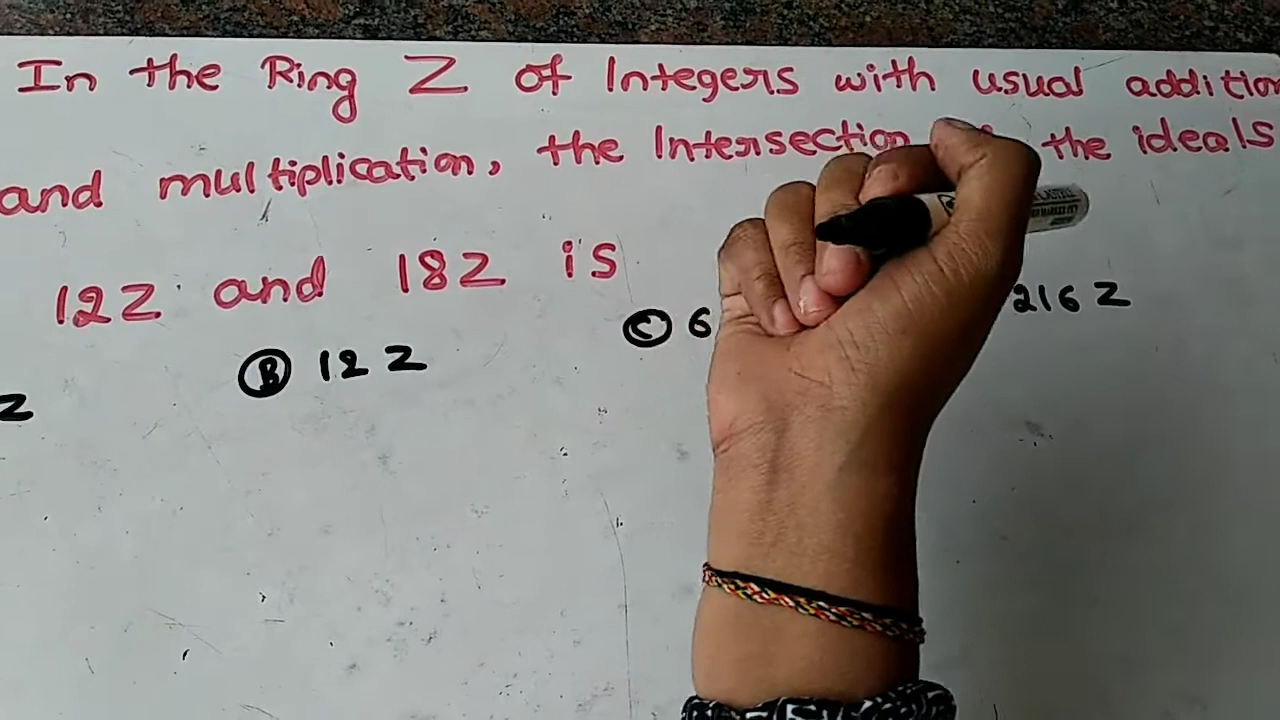 In the Ring Z of Integers with usual addition
and multiplication, the Intersection the ideals
12Z and 18Z is
Ⓑ 12 Z Ⓒ 6 216 Z
Z